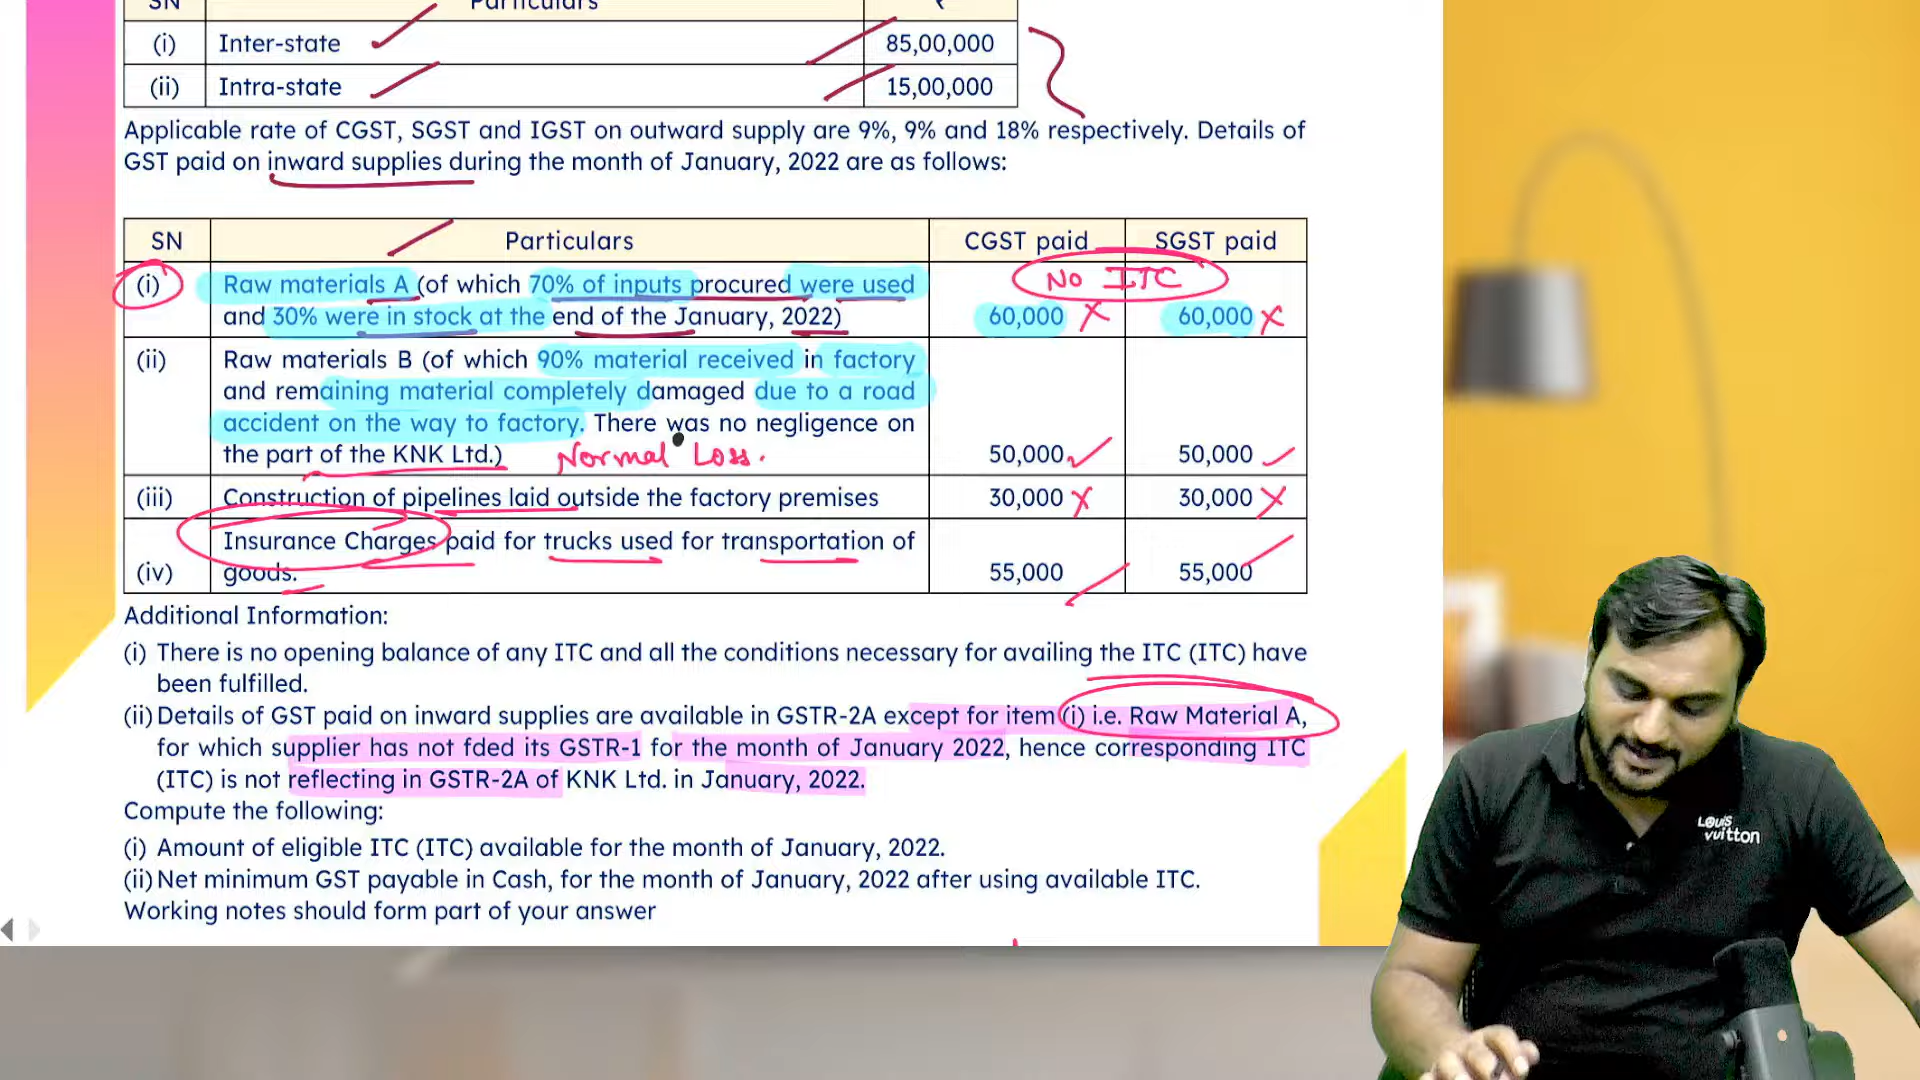 SN Particulars ₹
(i) Inter-state 85,00,000
(ii) Intra-state 15,00,000
Applicable rate of CGST, SGST and IGST on outward supply are 9%, 9% and 18% respectively. Details of
GST paid on inward supplies during the month of January, 2022 are as follows:
SN Particulars CGST paid SGST paid
No ITC
(i) Raw materials A (of which 70% of inputs procured were used
and 30% were in stock at the end of the January, 2022) 60,000 60,000
(ii) Raw materials B (of which 90% material received in factory
and remaining material completely damaged due to a road
accident on the way to factory. There was no negligence on
the part of the KNK Ltd.) Normal Loss. 50,000 50,000
(iii) Construction of pipelines laid outside the factory premises 30,000 30,000
Insurance Charges paid for trucks used for transportation of
(iv) goods. 55,000 55,000
Additional Information:
(i) There is no opening balance of any ITC and all the conditions necessary for availing the ITC (ITC) have
been fulfilled.
(ii) Details of GST paid on inward supplies are available in GSTR-2A except for item (i) i.e. Raw Material A,
for which supplier has not fded its GSTR-1 for the month of January 2022, hence corresponding ITC
(ITC) is not reflecting in GSTR-2A of KNK Ltd. in January, 2022.
Compute the following:
(i) Amount of eligible ITC (ITC) available for the month of January, 2022.
(ii) Net minimum GST payable in Cash, for the month of January, 2022 after using available ITC.
Working notes should form part of your answer
Louis
vuitton